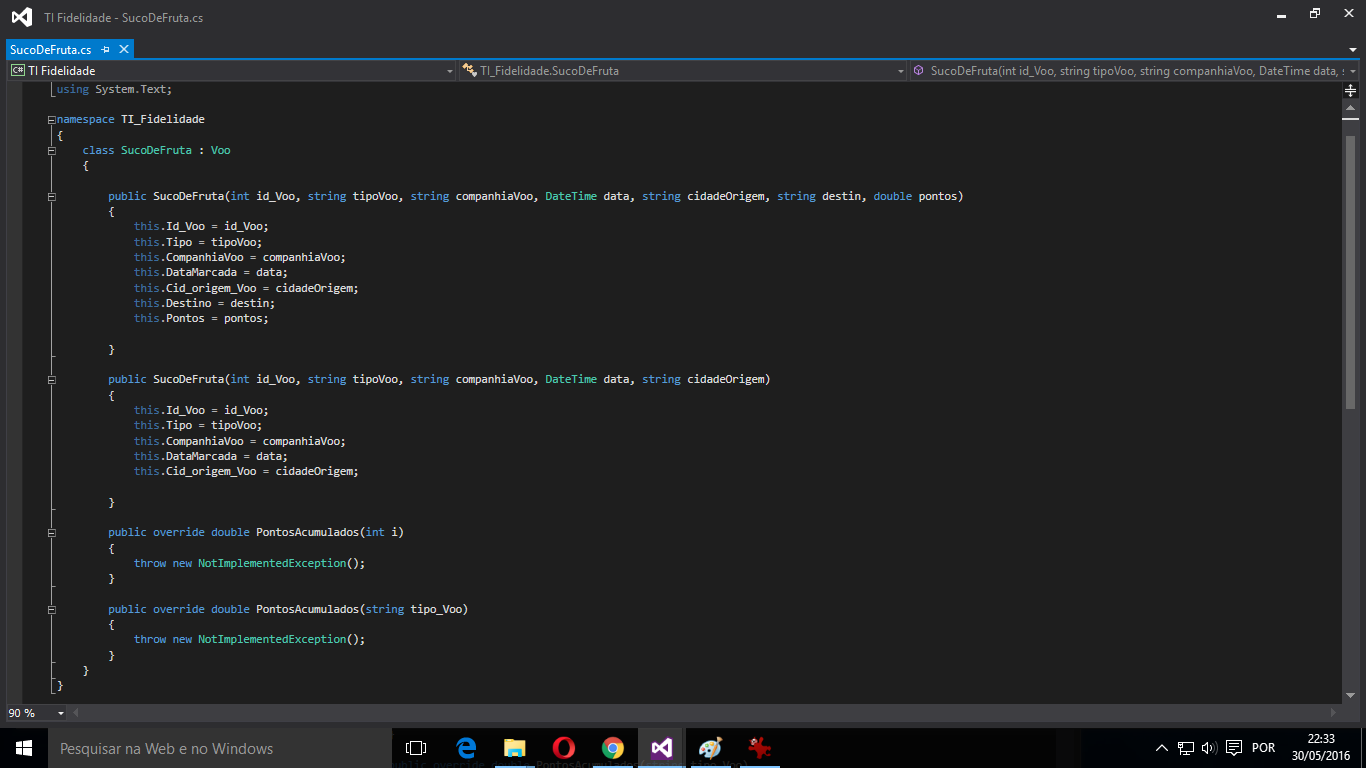 TI Fidelidade - SucoDeFruta.cs
SucoDeFruta.cs
TI Fidelidade
TI_Fidelidade.SucoDeFruta
SucoDeFruta(int id_Voo, string tipoVoo, string companhiaVoo, DateTime data, s
using System.Text;
namespace TI_Fidelidade
{
class SucoDeFruta : Voo
{
public SucoDeFruta(int id_Voo, string tipoVoo, string companhiaVoo, DateTime data, string cidadeOrigem, string destin, double pontos)
{
this.Id_Voo = id_Voo;
this.Tipo = tipoVoo;
this.CompanhiaVoo = companhiaVoo;
this.DataMarcada = data;
this.Cid_origem_Voo = cidadeOrigem;
this.Destino = destin;
this.Pontos = pontos;
}
public SucoDeFruta(int id_Voo, string tipoVoo, string companhiaVoo, DateTime data, string cidadeOrigem)
{
this.Id_Voo = id_Voo;
this.Tipo = tipoVoo;
this.CompanhiaVoo = companhiaVoo;
this.DataMarcada = data;
this.Cid_origem_Voo = cidadeOrigem;
}
public override double PontosAcumulados(int i)
{
throw new NotImplementedException();
}
public override double PontosAcumulados(string tipo_Voo)
{
throw new NotImplementedException();
}
}
}
90 %
Pesquisar na Web e no Windows
POR
22:33
30/05/2016